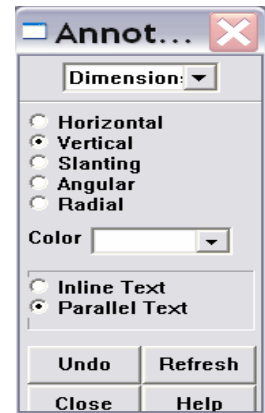 Annot...
Dimension:
Horizontal
Vertical
Slanting
Angular
Radial
Color
Inline Text
Parallel Text
Undo Refresh
Close Help